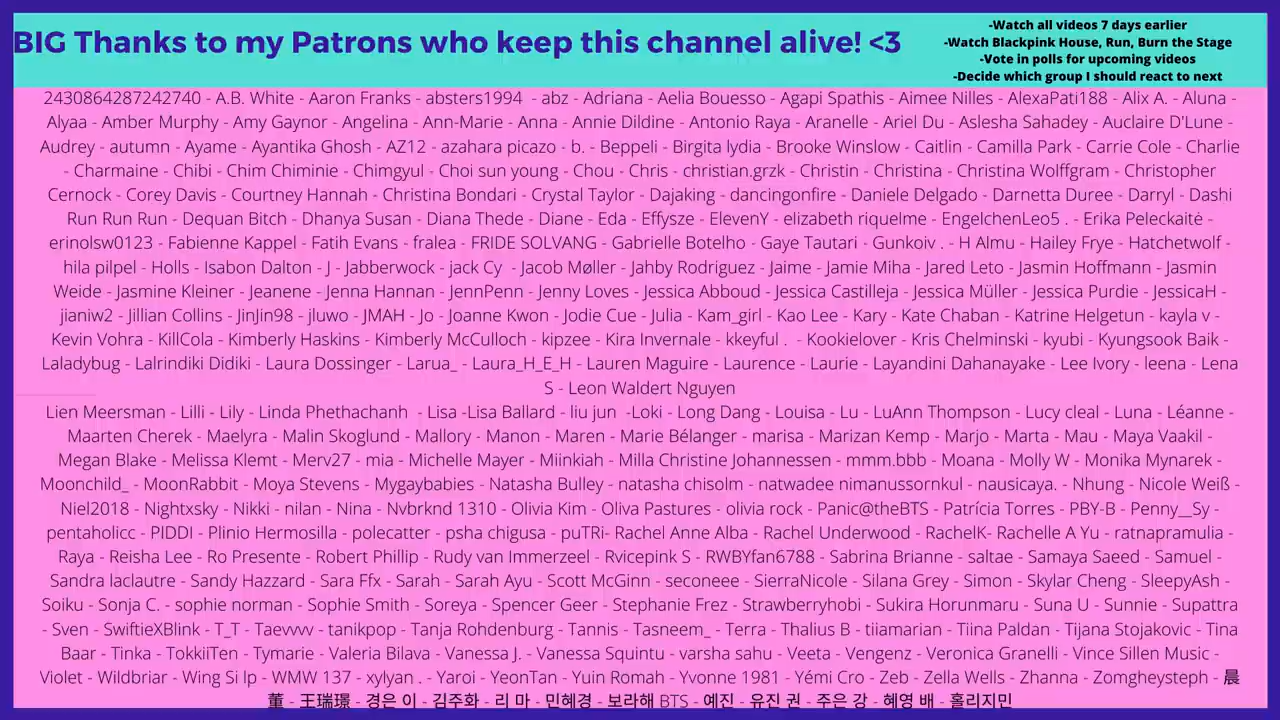 BIG Thanks to my Patrons who keep this channel alive! <3
-Watch all videos 7 days earlier
-Watch Blackpink House, Run, Burn the Stage
-Vote in polls for upcoming videos
-Decide which group I should react to next
2430864287242740 - A.B. White - Aaron Franks - absters1994 - abz - Adriana - Aelia Bouesso - Agapi Spathis - Aimee Nilles - AlexaPati188 - Alix A. - Aluna -
Alyaa - Amber Murphy - Amy Gaynor - Angelina - Ann-Marie - Anna - Annie Dildine - Antonio Raya - Aranelle - Ariel Du - Aslesha Sahadey - Auclaire D'Lune -
Audrey - autumn - Ayame - Ayantika Ghosh - AZ12 - azahara picazo - b. - Beppeli - Birgita lydia - Brooke Winslow - Caitlin - Camilla Park - Carrie Cole - Charlie
- Charmaine - Chibi - Chim Chiminie - Chimgyul - Choi sun young - Chou - Chris - christian.grzk - Christin - Christina - Christina Wolffgram - Christopher
Cernock - Corey Davis - Courtney Hannah - Christina Bondari - Crystal Taylor - Dajaking - dancingonfire - Daniele Delgado - Darnetta Duree - Darryl - Dashi
Run Run Run - Dequan Bitch - Dhanya Susan - Diana Thede - Diane - Eda - Effysze - ElevenY - elizabeth riquelme - EngelchenLeo5 . - Erika Peleckaitė -
erinolsw0123 - Fabienne Kappel - Fatih Evans - fralea - FRIDE SOLVANG - Gabrielle Botelho - Gaye Tautari - Gunkoiv . - H Almu - Hailey Frye - Hatchetwolf -
hila pilpel - Holls - Isabon Dalton - J - Jabberwock - jack Cy - Jacob Møller - Jahby Rodriguez - Jaime - Jamie Miha - Jared Leto - Jasmin Hoffmann - Jasmin
Weide - Jasmine Kleiner - Jeanene - Jenna Hannan - JennPenn - Jenny Loves - Jessica Abboud - Jessica Castilleja - Jessica Müller - Jessica Purdie - JessicaH -
jianiw2 - Jillian Collins - JinJin98 - jluwo - JMAH - Jo - Joanne Kwon - Jodie Cue - Julia - Kam_girl - Kao Lee - Kary - Kate Chaban - Katrine Helgetun - kayla v -
Kevin Vohra - KillCola - Kimberly Haskins - Kimberly McCulloch - kipzee - Kira Invernale - kkeyful . - Kookielover - Kris Chelminski - kyubi - Kyungsook Baik -
Laladybug - Lalrindiki Didiki - Laura Dossinger - Larua_ - Laura_H_E_H - Lauren Maguire - Laurence - Laurie - Layandini Dahanayake - Lee Ivory - leena - Lena
S - Leon Waldert Nguyen
Lien Meersman - Lilli - Lily - Linda Phethachanh - Lisa -Lisa Ballard - liu jun -Loki - Long Dang - Louisa - Lu - LuAnn Thompson - Lucy cleal - Luna - Léanne -
Maarten Cherek - Maelyra - Malin Skoglund - Mallory - Manon - Maren - Marie Bélanger - marisa - Marizan Kemp - Marjo - Marta - Mau - Maya Vaakil -
Megan Blake - Melissa Klemt - Merv27 - mia - Michelle Mayer - Miinkiah - Milla Christine Johannessen - mmm.bbb - Moana - Molly W - Monika Mynarek -
Moonchild_ - MoonRabbit - Moya Stevens - Mygaybabies - Natasha Bulley - natasha chisolm - natwadee nimanussornkul - nausicaya. - Nhung - Nicole Weiß -
Niel2018 - Nightxsky - Nikki - nilan - Nina - Nvbrknd 1310 - Olivia Kim - Oliva Pastures - olivia rock - Panic@theBTS - Patrícia Torres - PBY-B - Penny__Sy -
pentaholicc - PIDDI - Plinio Hermosilla - polecatter - psha chigusa - puTRi- Rachel Anne Alba - Rachel Underwood - RachelK- Rachelle A Yu - ratnapramulia -
Raya - Reisha Lee - Ro Presente - Robert Phillip - Rudy van Immerzeel - Rvicepink S - RWBYfan6788 - Sabrina Brianne - saltae - Samaya Saeed - Samuel -
Sandra laclautre - Sandy Hazzard - Sara Ffx - Sarah - Sarah Ayu - Scott McGinn - seconeee - SierraNicole - Silana Grey - Simon - Skylar Cheng - SleepyAsh -
Soiku - Sonja C. - sophie norman - Sophie Smith - Soreya - Spencer Geer - Stephanie Frez - Strawberryhobi - Sukira Horunmaru - Suna U - Sunnie - Supattra
- Sven - SwiftieXBlink - T_T - Taevvvv - tanikpop - Tanja Rohdenburg - Tannis - Tasneem_ - Terra - Thalius B - tiiamarian - Tiina Paldan - Tijana Stojakovic - Tina
Baar - Tinka - TokkiiTen - Tymarie - Valeria Bilava - Vanessa J. - Vanessa Squintu - varsha sahu - Veeta - Vengenz - Veronica Granelli - Vince Sillen Music -
Violet - Wildbriar - Wing Si Ip - WMW 137 - xylyan . - Yaroi - YeonTan - Yuin Romah - Yvonne 1981 - Yémi Cro - Zeb - Zella Wells - Zhanna - Zomgheysteph - 晨
董 - 王瑞璟 - 경은 이 - 김주화 - 리 마 - 민혜경 - 보라해 BTS - 예진 - 유진 권 - 주은 강 - 혜영 배 - 홀리지민